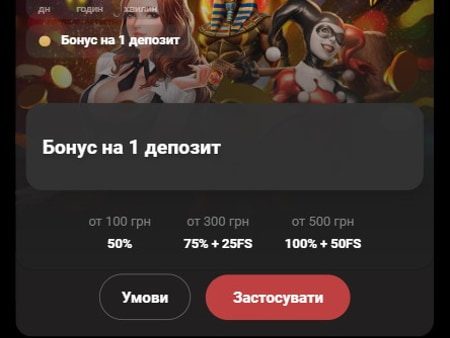 дн годин хвилин
Бонус на 1 депозит
Бонус на 1 депозит
от 100 грн от 300 грн от 500 грн
50% 75% + 25FS 100% + 50FS
Умови Застосувати